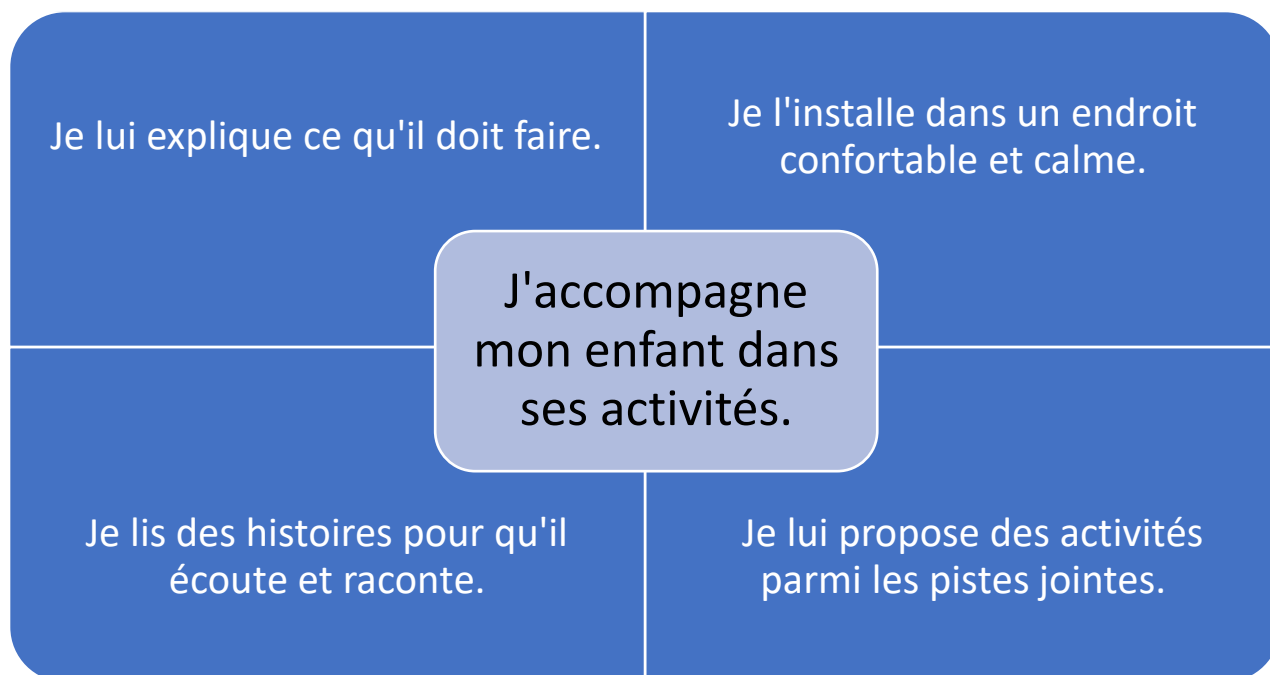 Je lui explique ce qu'il doit faire.
Je l'installe dans un endroit
confortable et calme.
J'accompagne
mon enfant dans
ses activités.
Je lis des histoires pour qu'il
écoute et raconte.
Je lui propose des activités
parmi les pistes jointes.